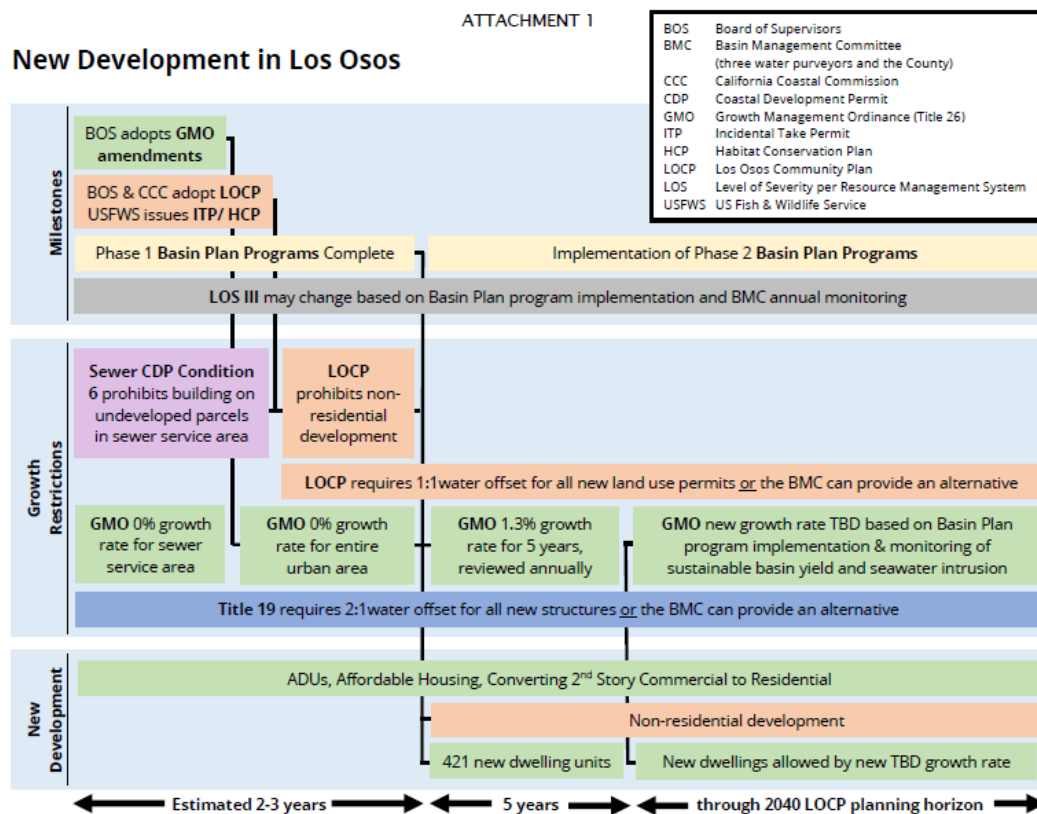 ATTACHMENT 1
New Development in Los Osos
BOS Board of Supervisors
BMC Basin Management Committee
(three water purveyors and the County)
CCC California Coastal Commission
CDP Coastal Development Permit
GMO Growth Management Ordinance (Title 26)
ITP Incidental Take Permit
HCP Habitat Conservation Plan
LOCP Los Osos Community Plan
LOS Level of Severity per Resource Management System
USFWS US Fish & Wildlife Service
Milestones
BOS adopts GMO
amendments
BOS & CCC adopt LOCP
USFWS issues ITP/ HCP
Phase 1 Basin Plan Programs Complete
Implementation of Phase 2 Basin Plan Programs
LOS III may change based on Basin Plan program implementation and BMC annual monitoring
Growth
Restrictions
Sewer CDP Condition
6 prohibits building on
undeveloped parcels
in sewer service area
LOCP
prohibits non-
residential
development
LOCP requires 1:1water offset for all new land use permits or the BMC can provide an alternative
GMO 0% growth
rate for sewer
service area
GMO 0% growth
rate for entire
urban area
GMO 1.3% growth
rate for 5 years,
reviewed annually
GMO new growth rate TBD based on Basin Plan
program implementation & monitoring of
sustainable basin yield and seawater intrusion
Title 19 requires 2:1water offset for all new structures or the BMC can provide an alternative
New
Development
ADUs, Affordable Housing, Converting 2nd Story Commercial to Residential
Non-residential development
421 new dwelling units
New dwellings allowed by new TBD growth rate
Estimated 2-3 years
5 years
through 2040 LOCP planning horizon